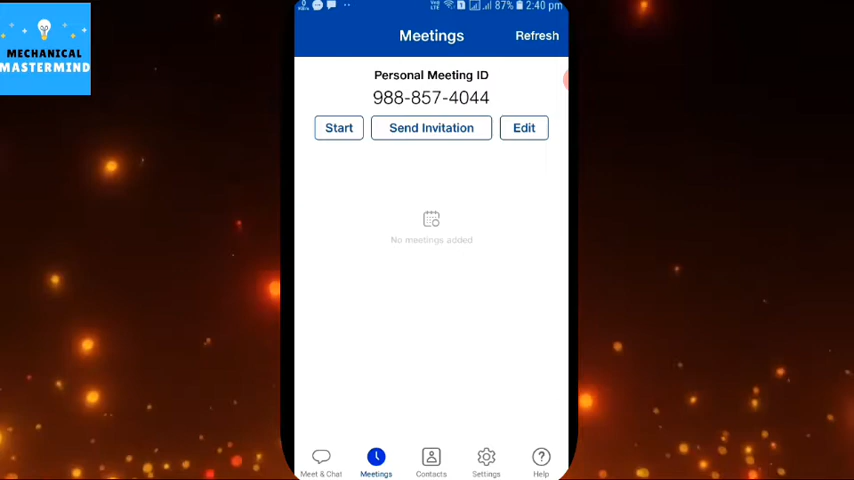 MECHANICAL
MASTERMIND
87% 2:40 pm
Meetings
Refresh
Personal Meeting ID
988-857-4044
Start
Send Invitation
Edit
No meetings added
Meet & Chat
Meetings
Contacts
Settings
Help